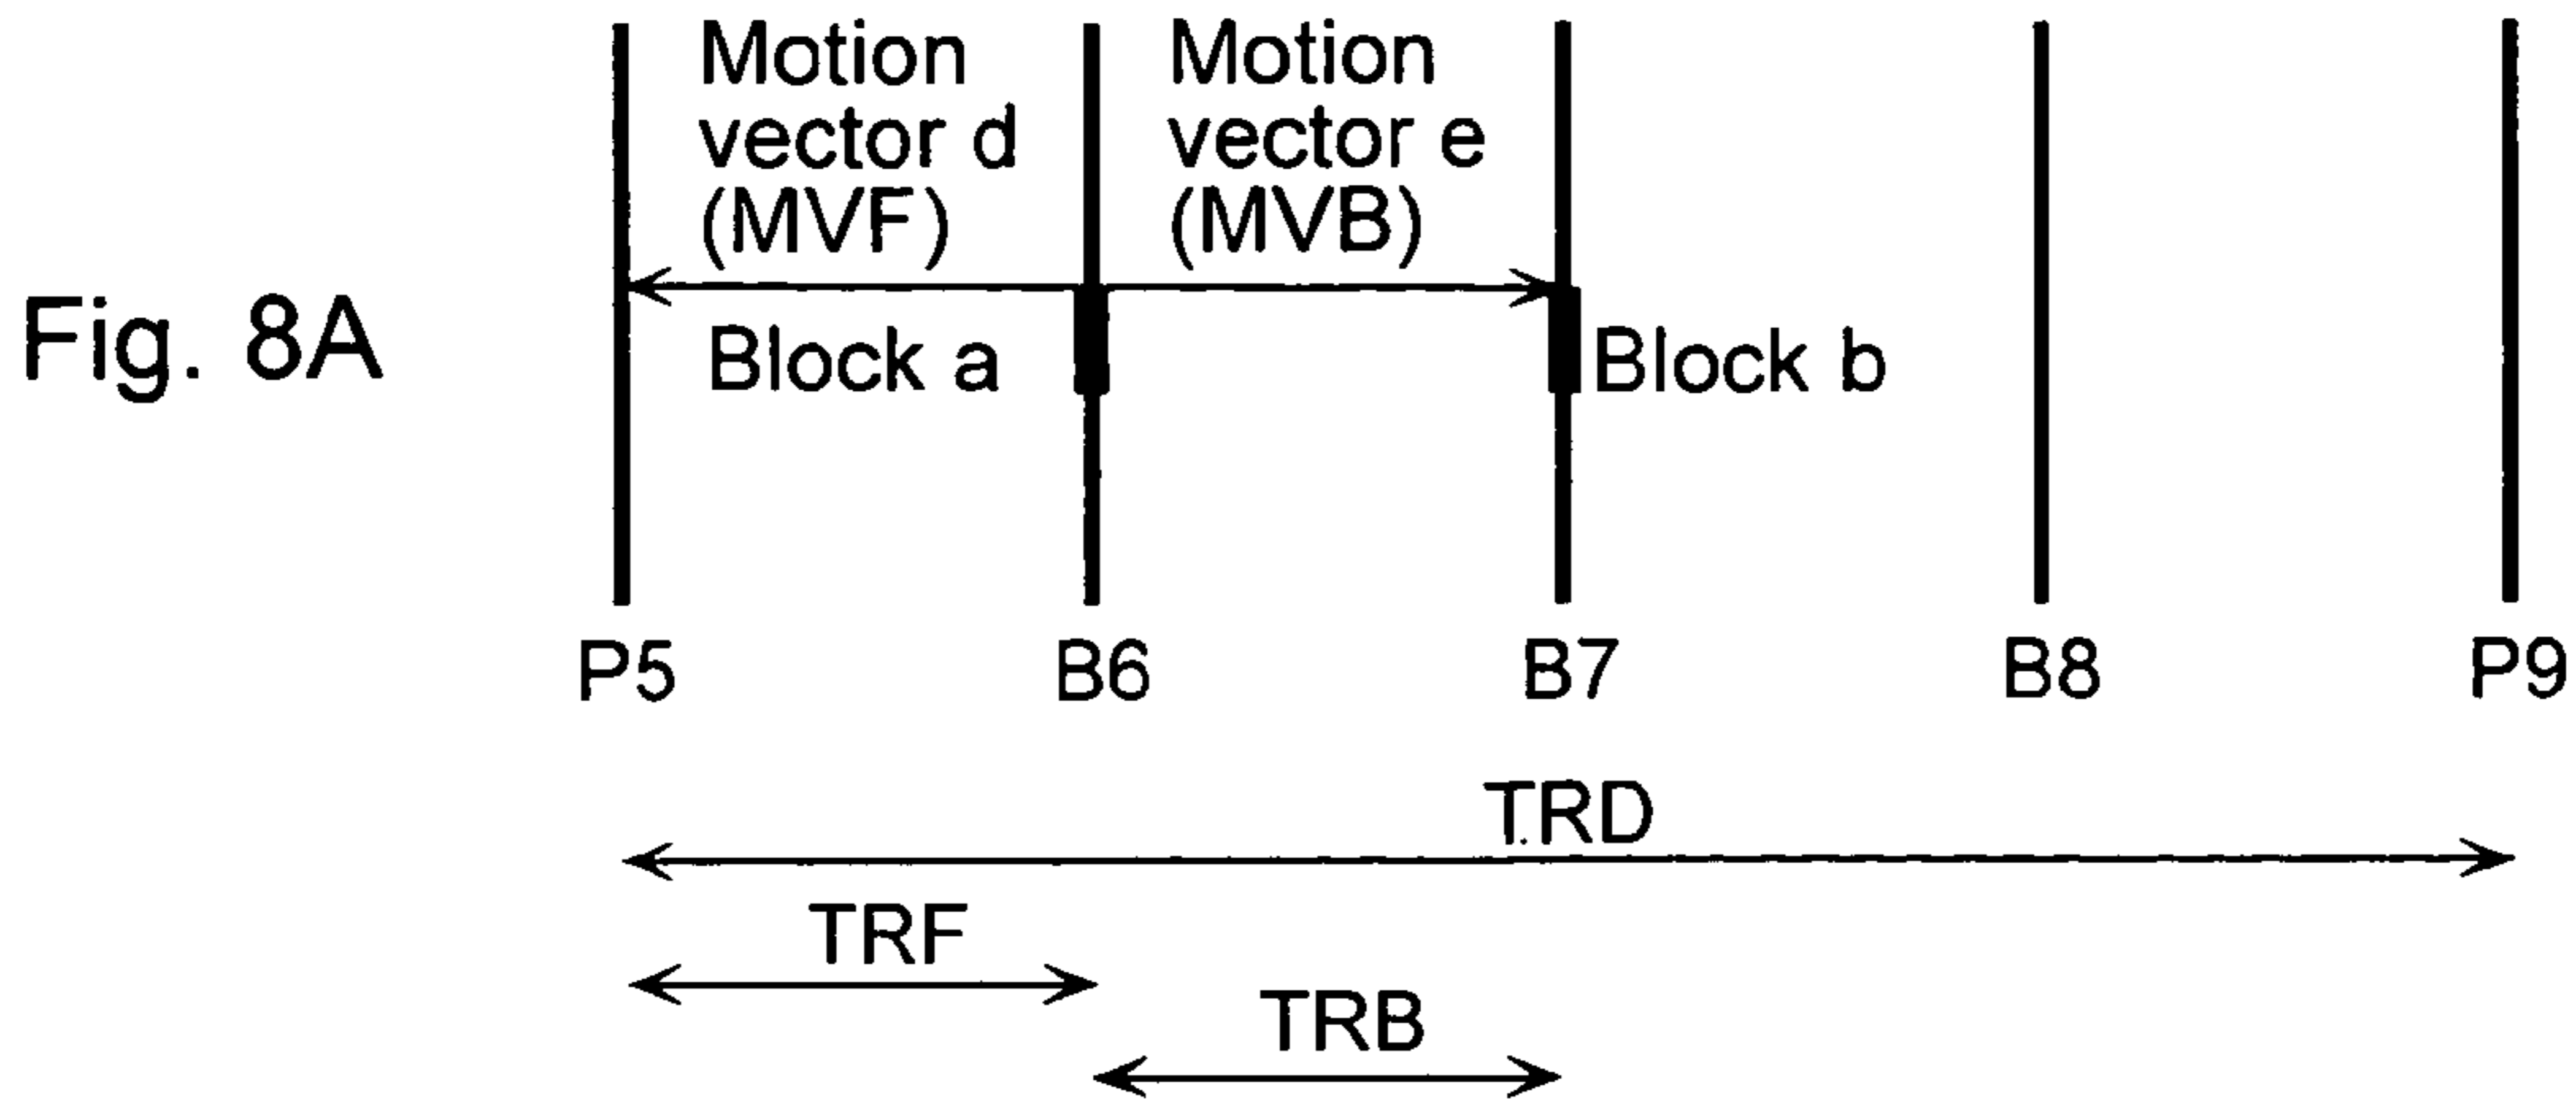 Motion
vector d
(MVF)
Motion
vector e
(MVB)
Fig. 8A
Block a
Block b
P5
B6
B7
B8
P9
TRD
TRF
TRB